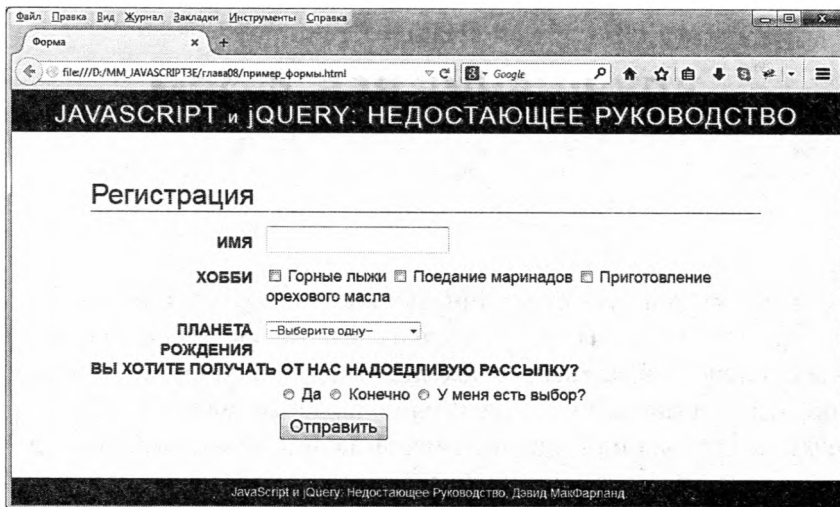 Файл Правка Вид Журнал Закладки Инструменты Справка
Форма × +
file:///D:/MM_JAVASCRIPT3E/глава08/пример_формы.html Google
JAVASCRIPT и jQUERY: НЕДОСТАЮЩЕЕ РУКОВОДСТВО
Регистрация
ИМЯ
ХОББИ Горные лыжи Поедание маринадов Приготовление
орехового масла
ПЛАНЕТА --Выберите одну--
РОЖДЕНИЯ
ВЫ ХОТИТЕ ПОЛУЧАТЬ ОТ НАС НАДОЕДЛИВУЮ РАССЫЛКУ?
Да Конечно У меня есть выбор?
Отправить
JavaScript и jQuery: Недостающее Руководство, Дэвид МакФарланд.